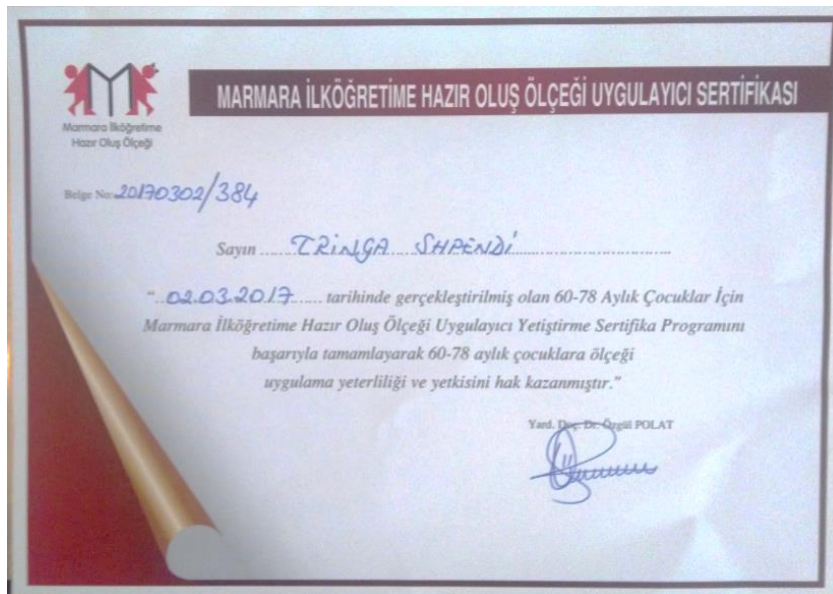 Marmara İlköğretime
Hazır Oluş Ölçeği
MARMARA İLKÖĞRETİME HAZIR OLUŞ ÖLÇEĞİ UYGULAYICI SERTİFİKASI
Belge No: 20170302/384
Sayın ...... TRİNGA SHPENDİ ......
"..02.03.2017...... tarihinde gerçekleştirilmiş olan 60-78 Aylık Çocuklar İçin
Marmara İlköğretime Hazır Oluş Ölçeği Uygulayıcı Yetiştirme Sertifika Programını
başarıyla tamamlayarak 60-78 aylık çocuklara ölçeği
uygulama yeterliliği ve yetkisini hak kazanmıştır."
Yard. Doç. Dr. Özgül POLAT